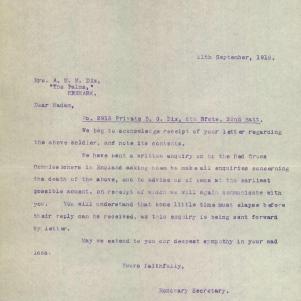 11th September, 1918.
Mrs. A. M. M. Dix,
"The Palms,"
RENMARK.
Dear Madam,
No. 2915 Private B. G. Dix, 6th Rfnts. 32nd Batt.
We beg to acknowledge receipt of your letter regarding
the above soldier, and note its contents.
We have sent a written enquiry on to the Red Cross
Commissioners in England asking them to make all enquiries concerning
the death of the above, and to advise us of same at the earliest
possible moment, on receipt of which we will again communicate with
you. You will understand that some little time must elapse before
their reply can be received, as this enquiry is being sent forward
by letter.
May we extend to you our deepest sympathy in your sad
loss.
Yours faithfully,
Honorary Secretary.